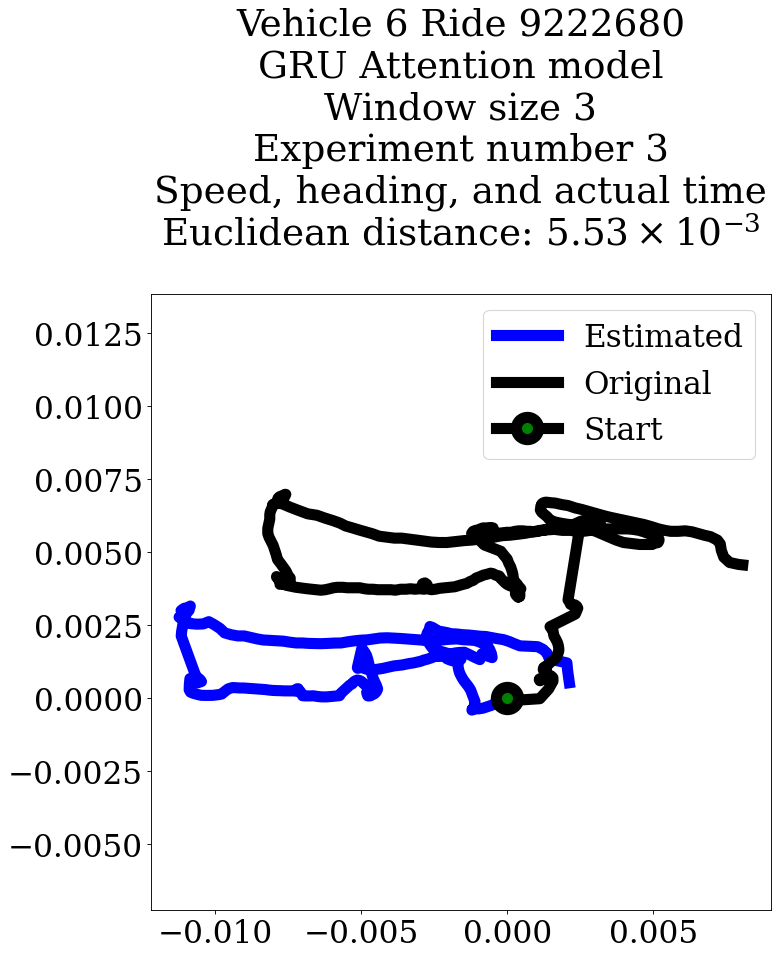 Vehicle 6 Ride 9222680
GRU Attention model
Window size 3
Experiment number 3
Speed, heading, and actual time
Euclidean distance: 5.53 × 10⁻³
Estimated
Original
Start
0.0125
0.0100
0.0075
0.0050
0.0025
0.0000
−0.0025
−0.0050
−0.010 −0.005 0.000 0.005